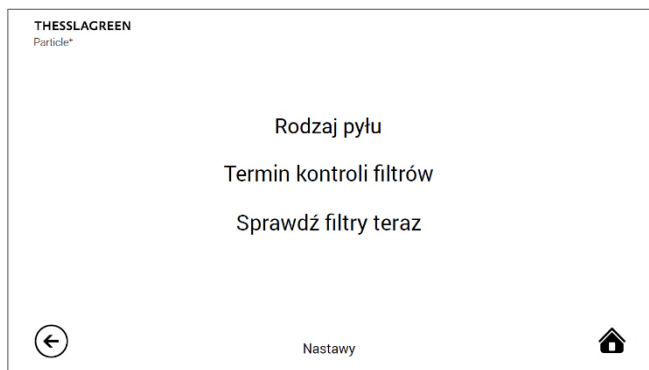 THESSLAGREEN
Particle+
Rodzaj pyłu
Termin kontroli filtrów
Sprawdź filtry teraz
Nastawy